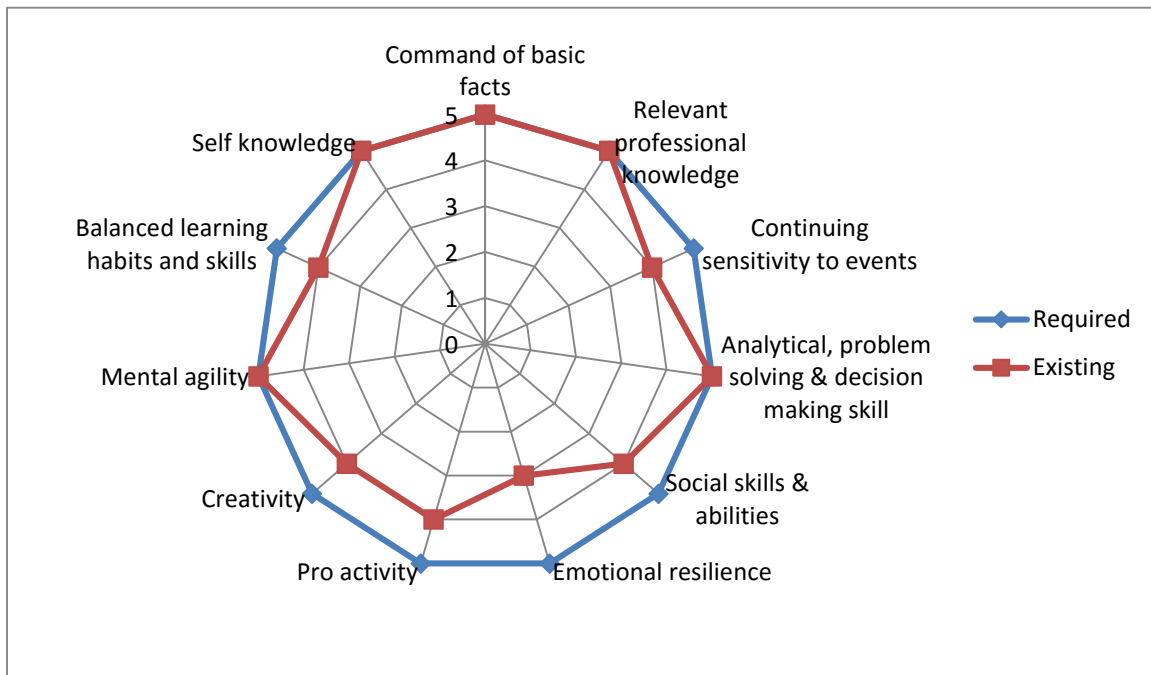 Command of basic
facts
Relevant
professional
knowledge
Continuing
sensitivity to events
Analytical, problem
solving & decision
making skill
Social skills &
abilities
Emotional resilience
Pro activity
Creativity
Mental agility
Balanced learning
habits and skills
Self knowledge
5
4
3
2
1
0
Required
Existing